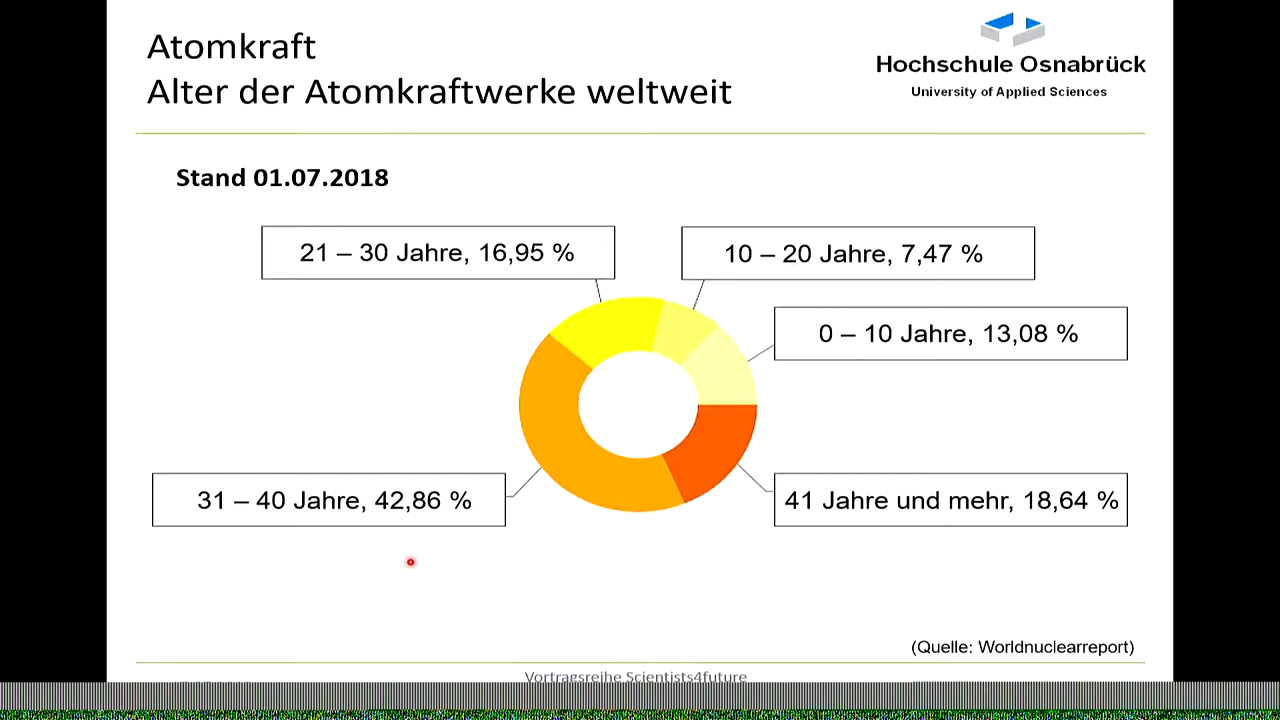 Atomkraft
Alter der Atomkraftwerke weltweit
Hochschule Osnabrück
University of Applied Sciences
Stand 01.07.2018
21 – 30 Jahre, 16,95 %
10 – 20 Jahre, 7,47 %
0 – 10 Jahre, 13,08 %
31 – 40 Jahre, 42,86 %
41 Jahre und mehr, 18,64 %
(Quelle: Worldnuclearreport)
Vortragsreihe Scientists4future